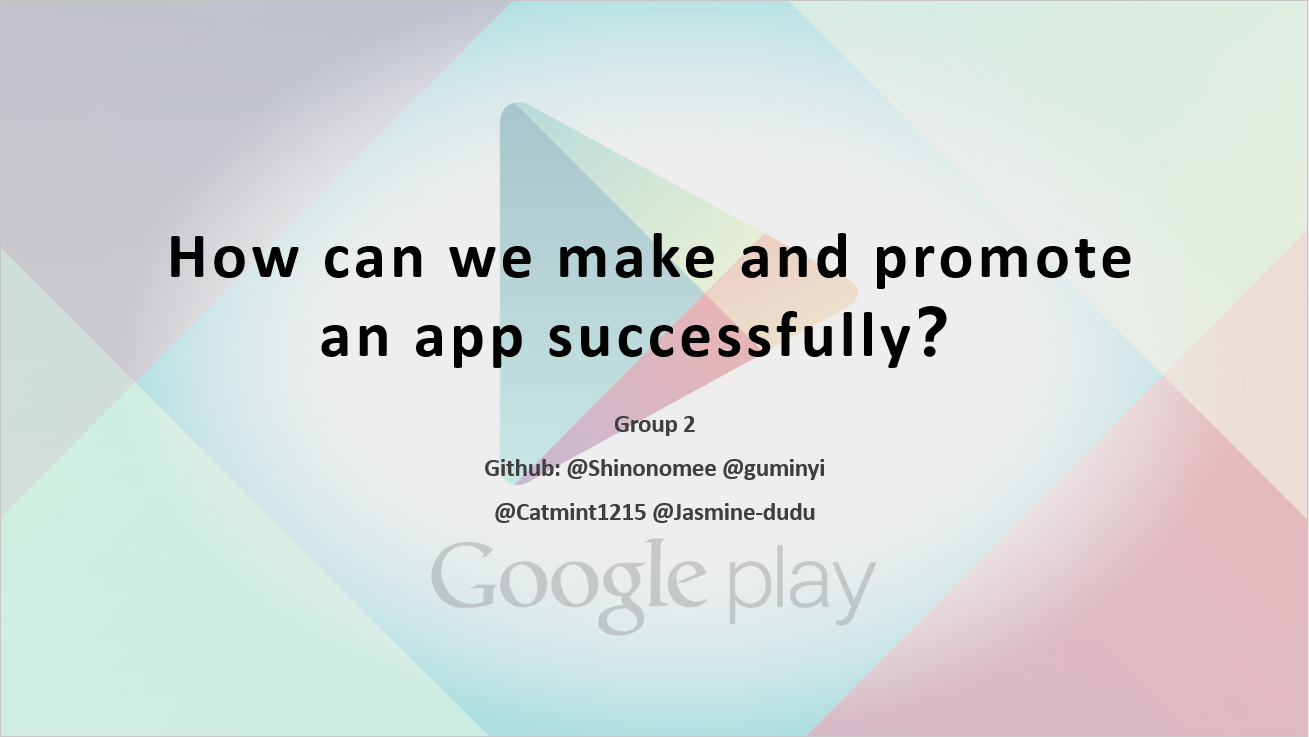 How can we make and promote
an app successfully?
Group 2
Github: @Shinonomee @guminyi
@Catmint1215 @Jasmine-dudu
Google play